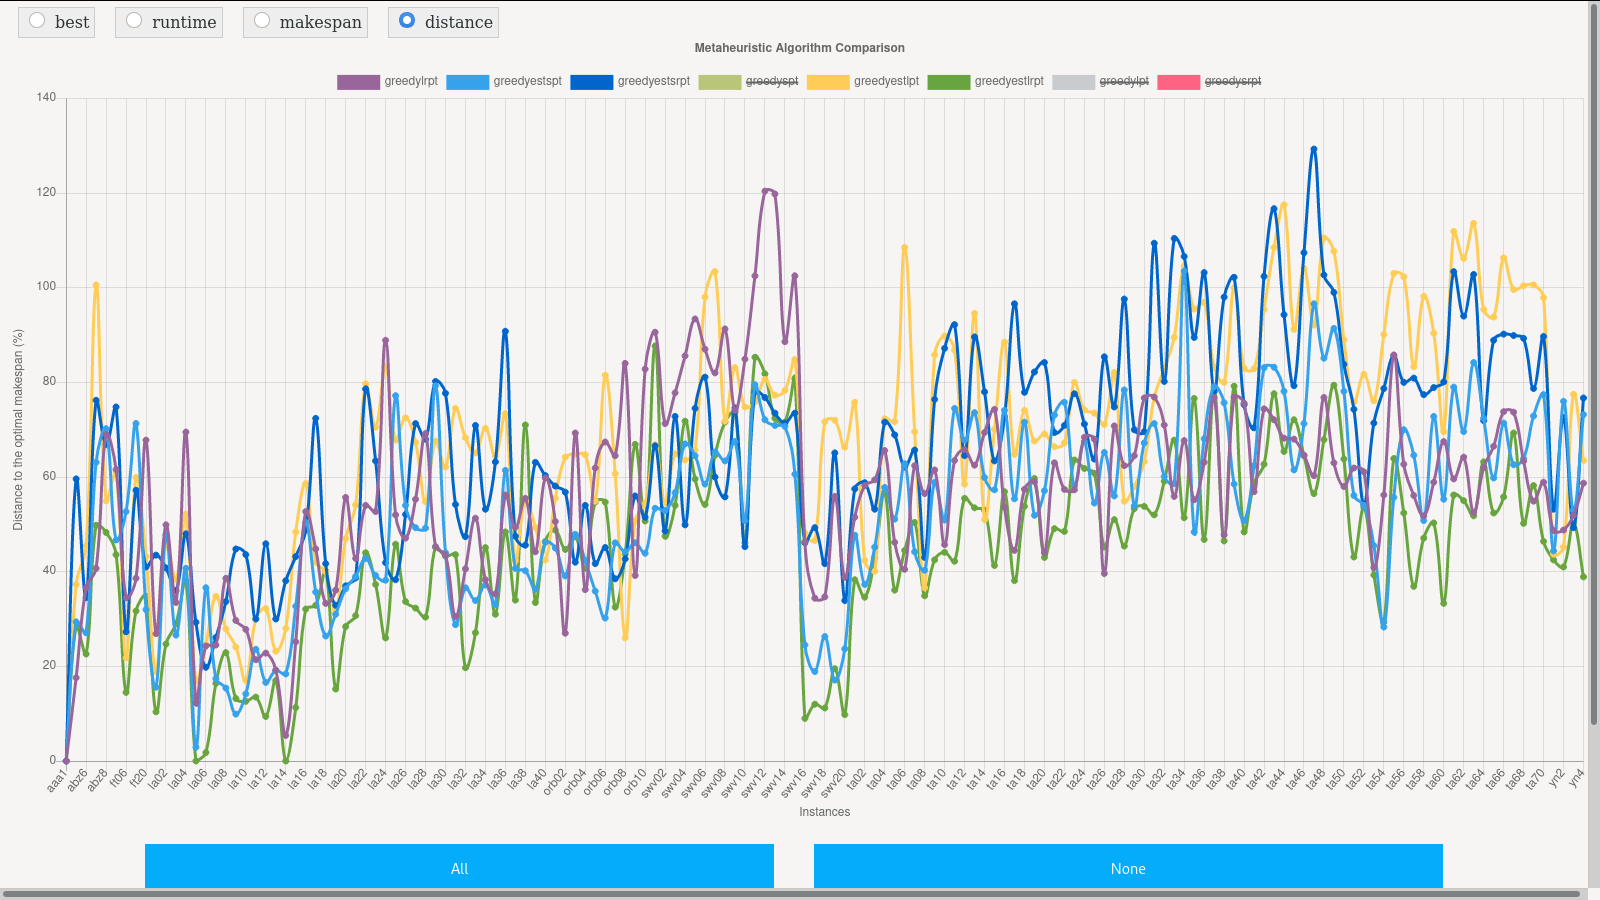 best runtime makespan distance
Metaheuristic Algorithm Comparison
greedylrpt greedyestspt greedyestsrpt greedyspt greedyestlpt greedyestlrpt greedylpt greedysrpt
140
120
100
80
60
40
20
0
Distance to the optimal makespan (%)
aaa1 abz6 abz8 ft06 ft20 la02 la04 la06 la08 la10 la12 la14 la16 la18 la20 la22 la24 la26 la28 la30 la32 la34 la36 la38 la40 orb02 orb04 orb06 orb08 orb10 swv02 swv04 swv06 swv08 swv10 swv12 swv14 swv16 swv18 swv20 ta02 ta04 ta06 ta08 ta10 ta12 ta14 ta16 ta18 ta20 ta22 ta24 ta26 ta28 ta30 ta32 ta34 ta36 ta38 ta40 ta42 ta44 ta46 ta48 ta50 ta52 ta54 ta56 ta58 ta60 ta62 ta64 ta66 ta68 ta70 yn2 yn4
Instances
All None